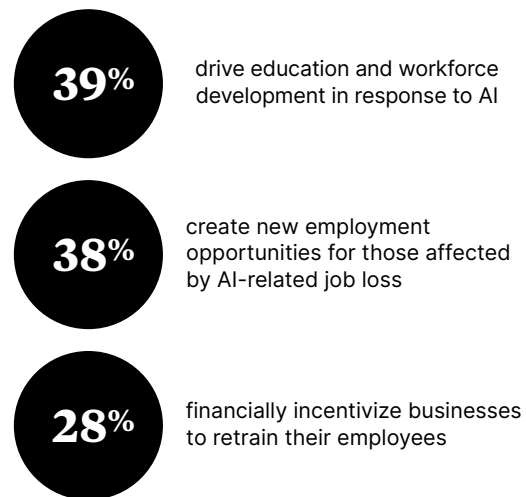 39%
drive education and workforce
development in response to AI
38%
create new employment
opportunities for those affected
by AI-related job loss
28%
financially incentivize businesses
to retrain their employees